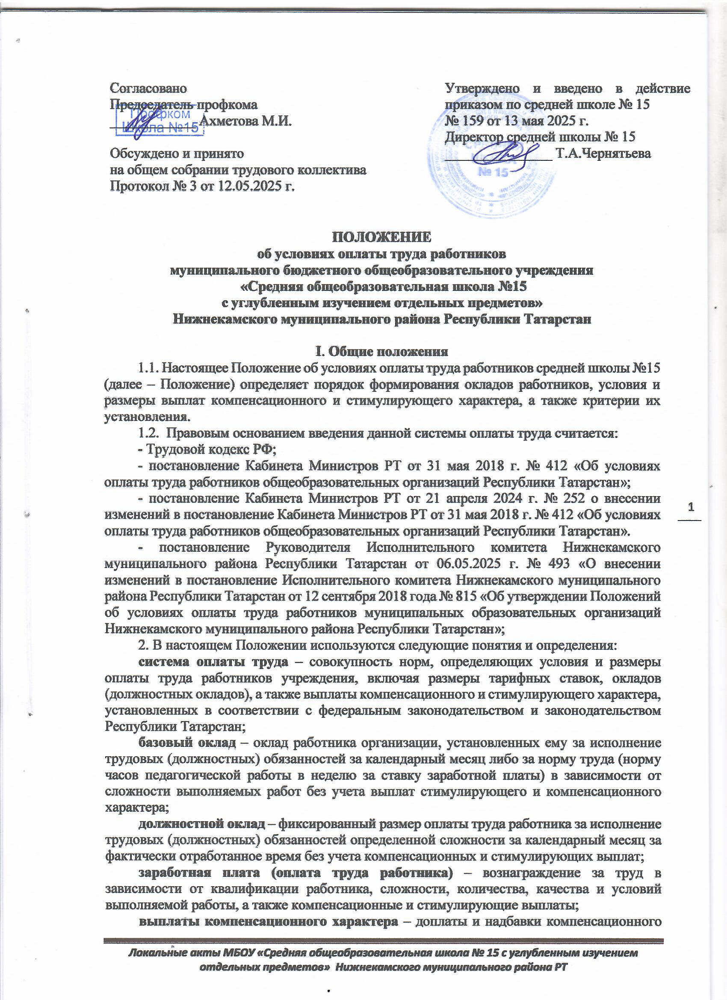 Согласовано
Председатель профкома
Профком
Школа №15
Ахметова М.И.
Обсуждено и принято
на общем собрании трудового коллектива
Протокол № 3 от 12.05.2025 г.
Утверждено и введено в действие
приказом по средней школе № 15
№ 159 от 13 мая 2025 г.
Директор средней школы № 15
Т.А.Чернятьева
№ 15
ПОЛОЖЕНИЕ
об условиях оплаты труда работников
муниципального бюджетного общеобразовательного учреждения
«Средняя общеобразовательная школа №15
с углубленным изучением отдельных предметов»
Нижнекамского муниципального района Республики Татарстан
I. Общие положения
1.1. Настоящее Положение об условиях оплаты труда работников средней школы №15
(далее – Положение) определяет порядок формирования окладов работников, условия и
размеры выплат компенсационного и стимулирующего характера, а также критерии их
установления.
1.2. Правовым основанием введения данной системы оплаты труда считается:
- Трудовой кодекс РФ;
- постановление Кабинета Министров РТ от 31 мая 2018 г. № 412 «Об условиях
оплаты труда работников общеобразовательных организаций Республики Татарстан»;
- постановление Кабинета Министров РТ от 21 апреля 2024 г. № 252 о внесении
изменений в постановление Кабинета Министров РТ от 31 мая 2018 г. № 412 «Об условиях
оплаты труда работников общеобразовательных организаций Республики Татарстан».
1
- постановление Руководителя Исполнительного комитета Нижнекамского
муниципального района Республики Татарстан от 06.05.2025 г. № 493 «О внесении
изменений в постановление Исполнительного комитета Нижнекамского муниципального
района Республики Татарстан от 12 сентября 2018 года № 815 «Об утверждении Положений
об условиях оплаты труда работников муниципальных образовательных организаций
Нижнекамского муниципального района Республики Татарстан»;
2. В настоящем Положении используются следующие понятия и определения:
система оплаты труда – совокупность норм, определяющих условия и размеры
оплаты труда работников учреждения, включая размеры тарифных ставок, окладов
(должностных окладов), а также выплаты компенсационного и стимулирующего характера,
установленных в соответствии с федеральным законодательством и законодательством
Республики Татарстан;
базовый оклад – оклад работника организации, установленных ему за исполнение
трудовых (должностных) обязанностей за календарный месяц либо за норму труда (норму
часов педагогической работы в неделю за ставку заработной платы) в зависимости от
сложности выполняемых работ без учета выплат стимулирующего и компенсационного
характера;
должностной оклад – фиксированный размер оплаты труда работника за исполнение
трудовых (должностных) обязанностей определенной сложности за календарный месяц за
фактически отработанное время без учета компенсационных и стимулирующих выплат;
заработная плата (оплата труда работника) – вознаграждение за труд в
зависимости от квалификации работника, сложности, количества, качества и условий
выполняемой работы, а также компенсационные и стимулирующие выплаты;
выплаты компенсационного характера – доплаты и надбавки компенсационного
Локальные акты МБОУ «Средняя общеобразовательная школа № 15 с углубленным изучением
отдельных предметов» Нижнекамского муниципального района РТ